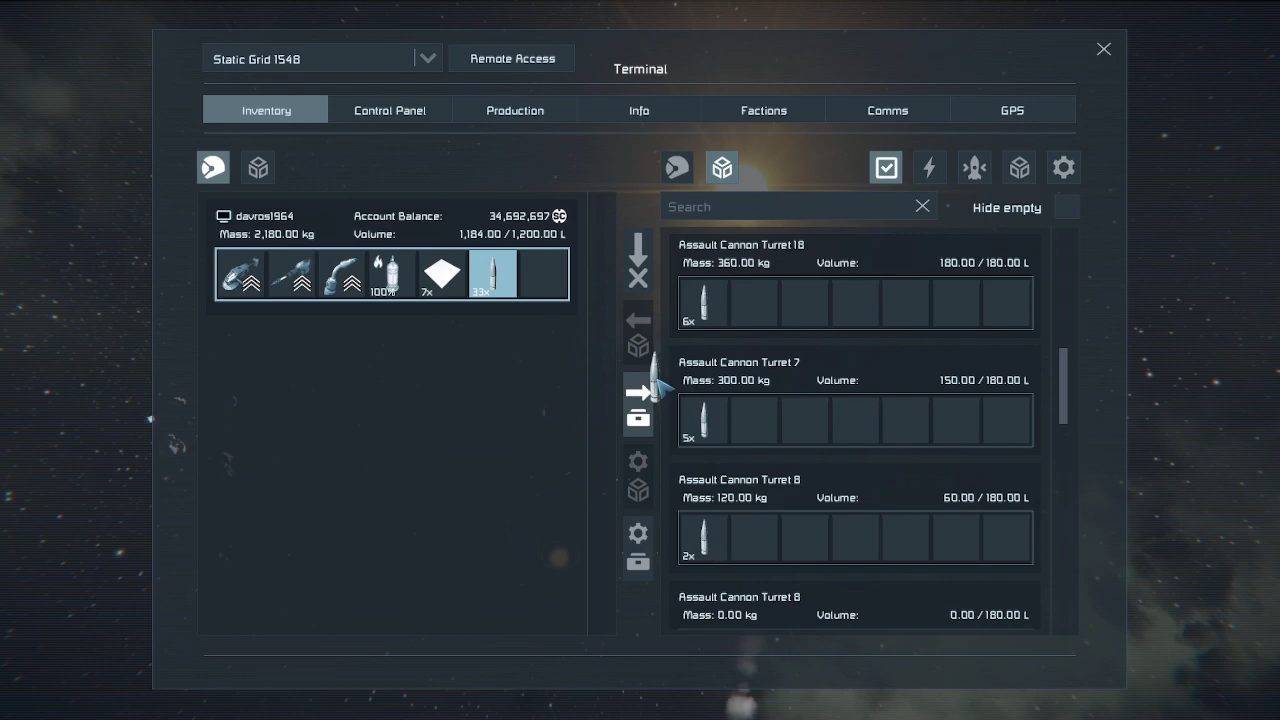 Static Grid 1548
Remote Access
Terminal
Inventory
Control Panel
Production
Info
Factions
Comms
GPS
davros1964
Account Balance: 34,692,697 SC
Mass: 2,180.00 kg
Volume: 1,184.00 / 1,200.00 L
100%
7x
33x
Search
Hide empty
Assault Cannon Turret 18
Mass: 360.00 kg
Volume: 180.00 / 180.00 L
6x
Assault Cannon Turret 7
Mass: 300.00 kg
Volume: 150.00 / 180.00 L
5x
Assault Cannon Turret 8
Mass: 120.00 kg
Volume: 60.00 / 180.00 L
2x
Assault Cannon Turret 8
Mass: 0.00 kg
Volume: 0.00 / 180.00 L